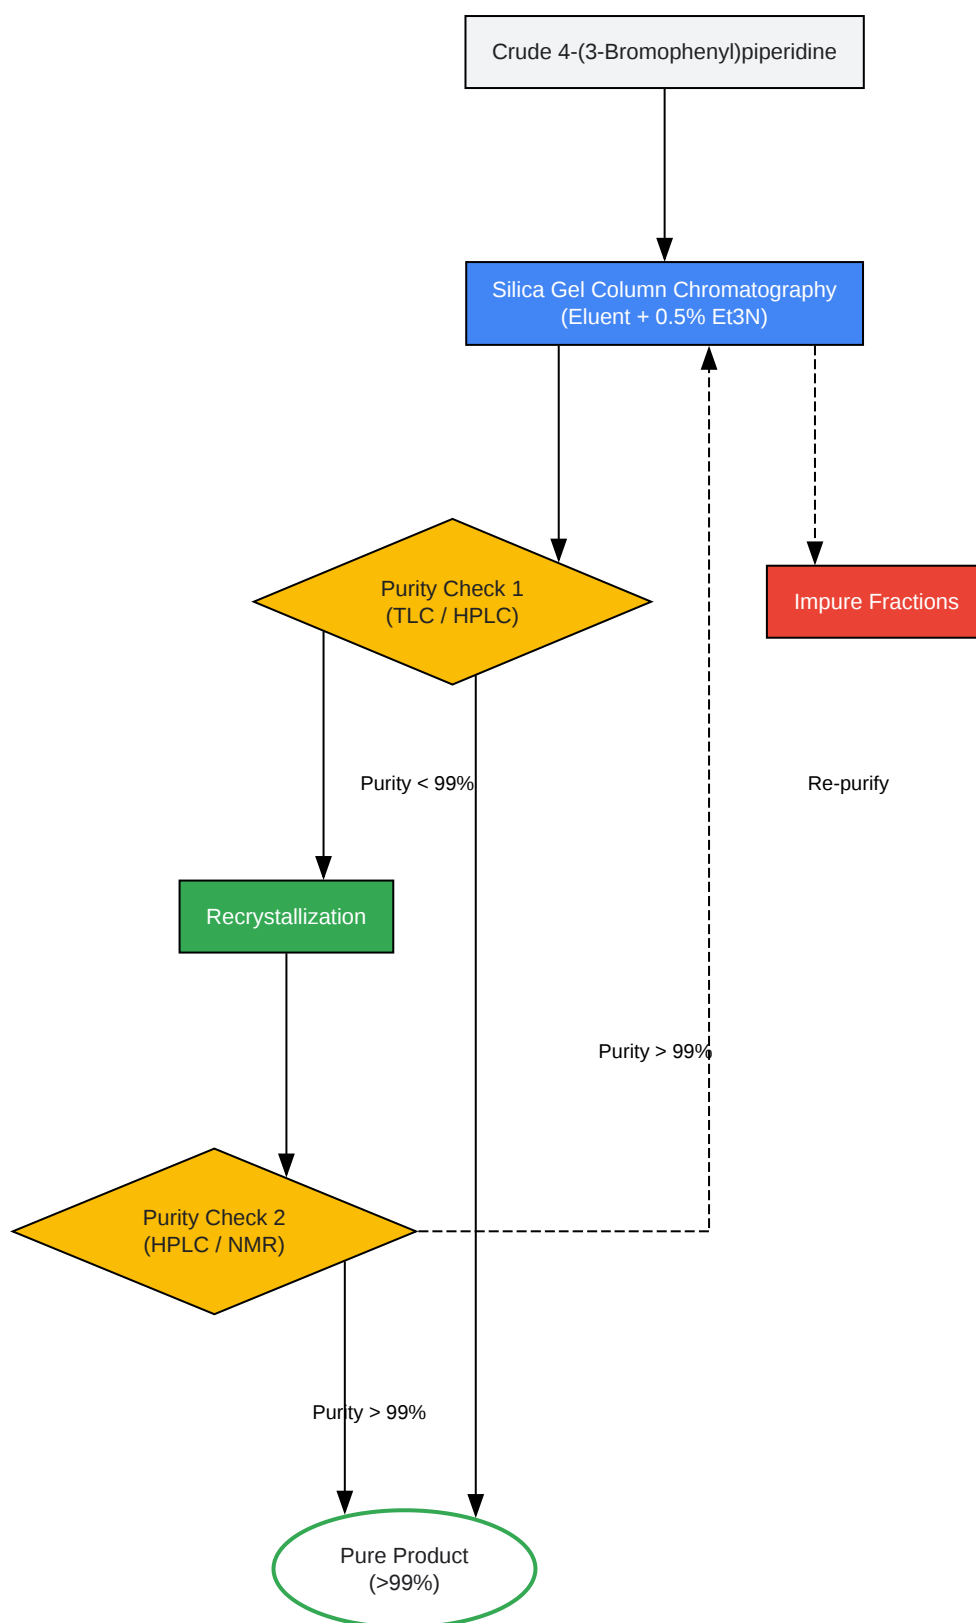 Crude 4-(3-Bromophenyl)piperidine
Silica Gel Column Chromatography
(Eluent + 0.5% Et3N)
Purity Check 1
(TLC / HPLC)
Impure Fractions
Purity < 99%
Re-purify
Recrystallization
Purity > 99%
Purity Check 2
(HPLC / NMR)
Purity > 99%
Pure Product
(>99%)